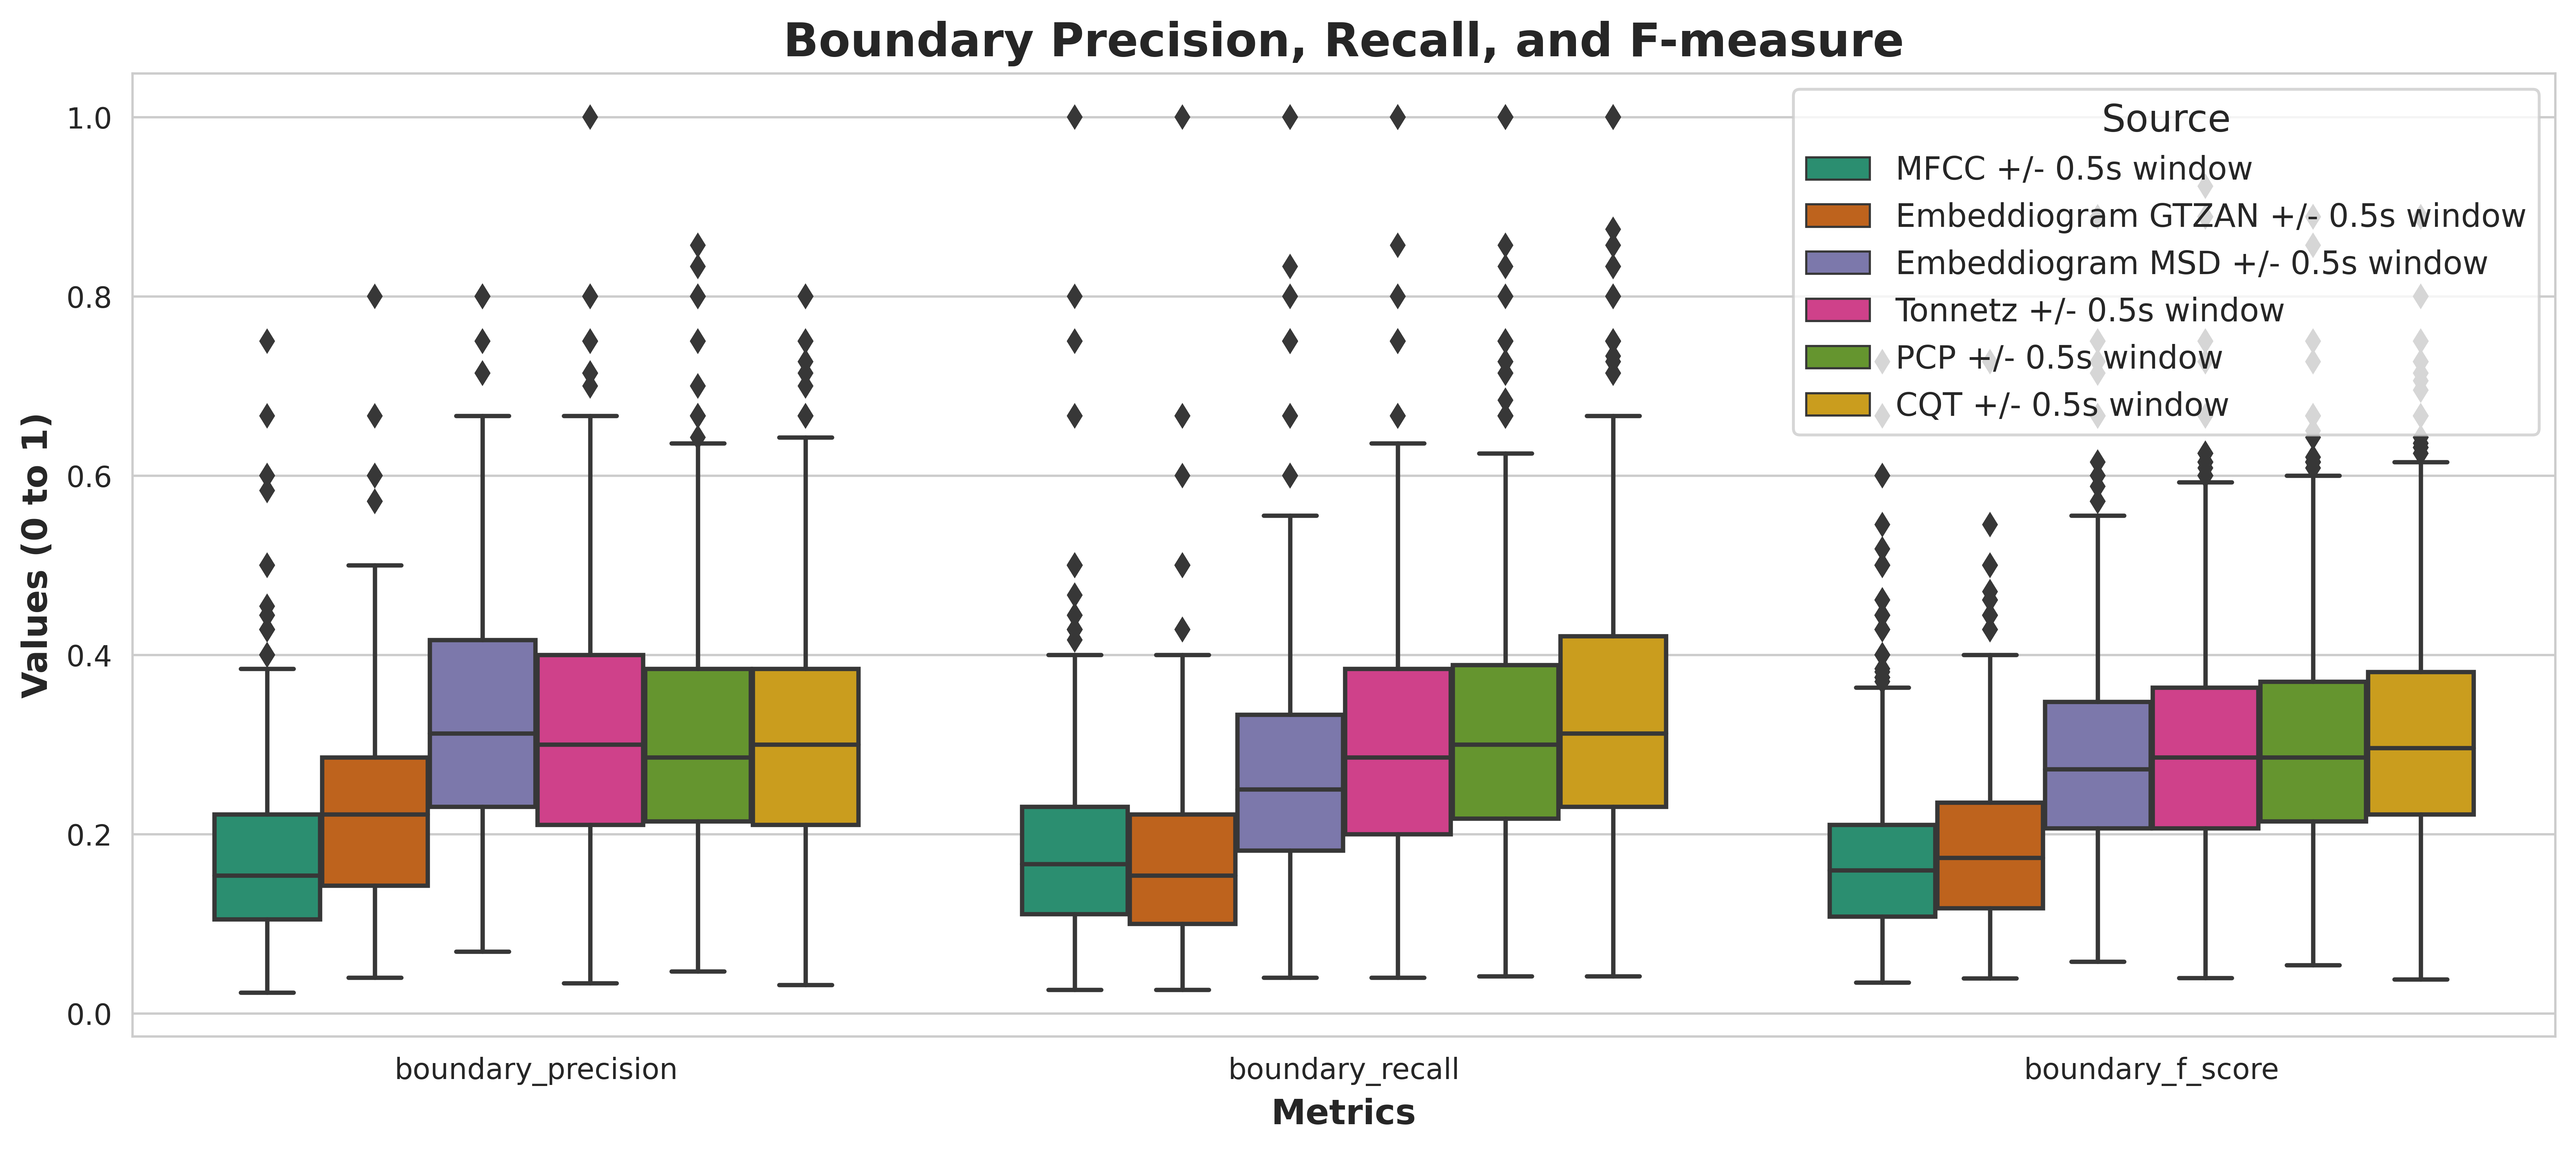 Boundary Precision, Recall, and F-measure
Values (0 to 1)
1.0
0.8
0.6
0.4
0.2
0.0
Source
MFCC +/- 0.5s window
Embeddiogram GTZAN +/- 0.5s window
Embeddiogram MSD +/- 0.5s window
Tonnetz +/- 0.5s window
PCP +/- 0.5s window
CQT +/- 0.5s window
boundary_precision
boundary_recall
boundary_f_score
Metrics